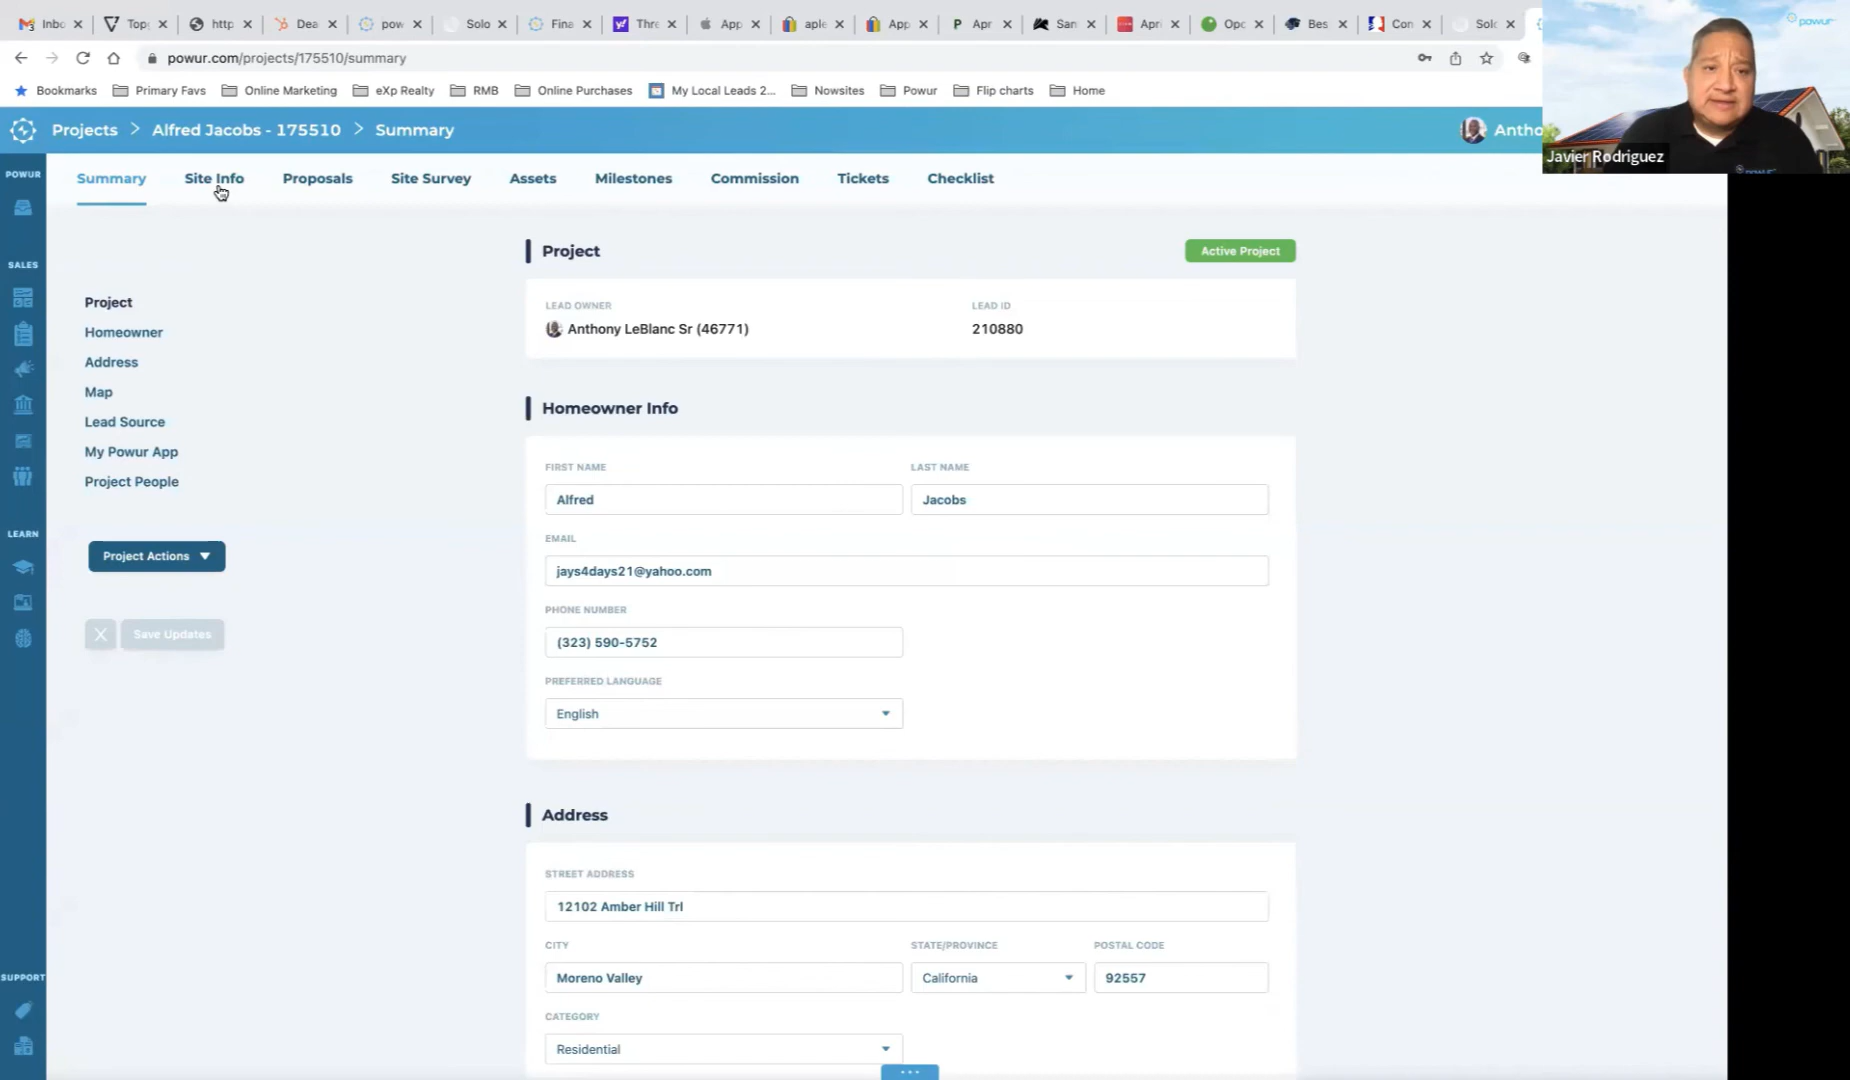 Inbo
Top
http
Dea
pow
Solo
Fina
Thre
App
aple
App
Apr
San
Apri
Opc
Bes
Con
Solo
powur.com/projects/175510/summary
Bookmarks
Primary Favs
Online Marketing
eXp Realty
RMB
Online Purchases
My Local Leads 2...
Nowsites
Powur
Flip charts
Home
powur
Javier Rodriguez
Projects > Alfred Jacobs - 175510 > Summary
Antho
POWUR
Summary
Site Info
Proposals
Site Survey
Assets
Milestones
Commission
Tickets
Checklist
SALES
LEARN
SUPPORT
Project
Homeowner
Address
Map
Lead Source
My Powur App
Project People
Project Actions
Save Updates
Project
Active Project
LEAD OWNER
LEAD ID
Anthony LeBlanc Sr (46771)
210880
Homeowner Info
FIRST NAME
LAST NAME
Alfred
Jacobs
EMAIL
jays4days21@yahoo.com
PHONE NUMBER
(323) 590-5752
PREFERRED LANGUAGE
English
Address
STREET ADDRESS
12102 Amber Hill Trl
CITY
STATE/PROVINCE
POSTAL CODE
Moreno Valley
California
92557
CATEGORY
Residential